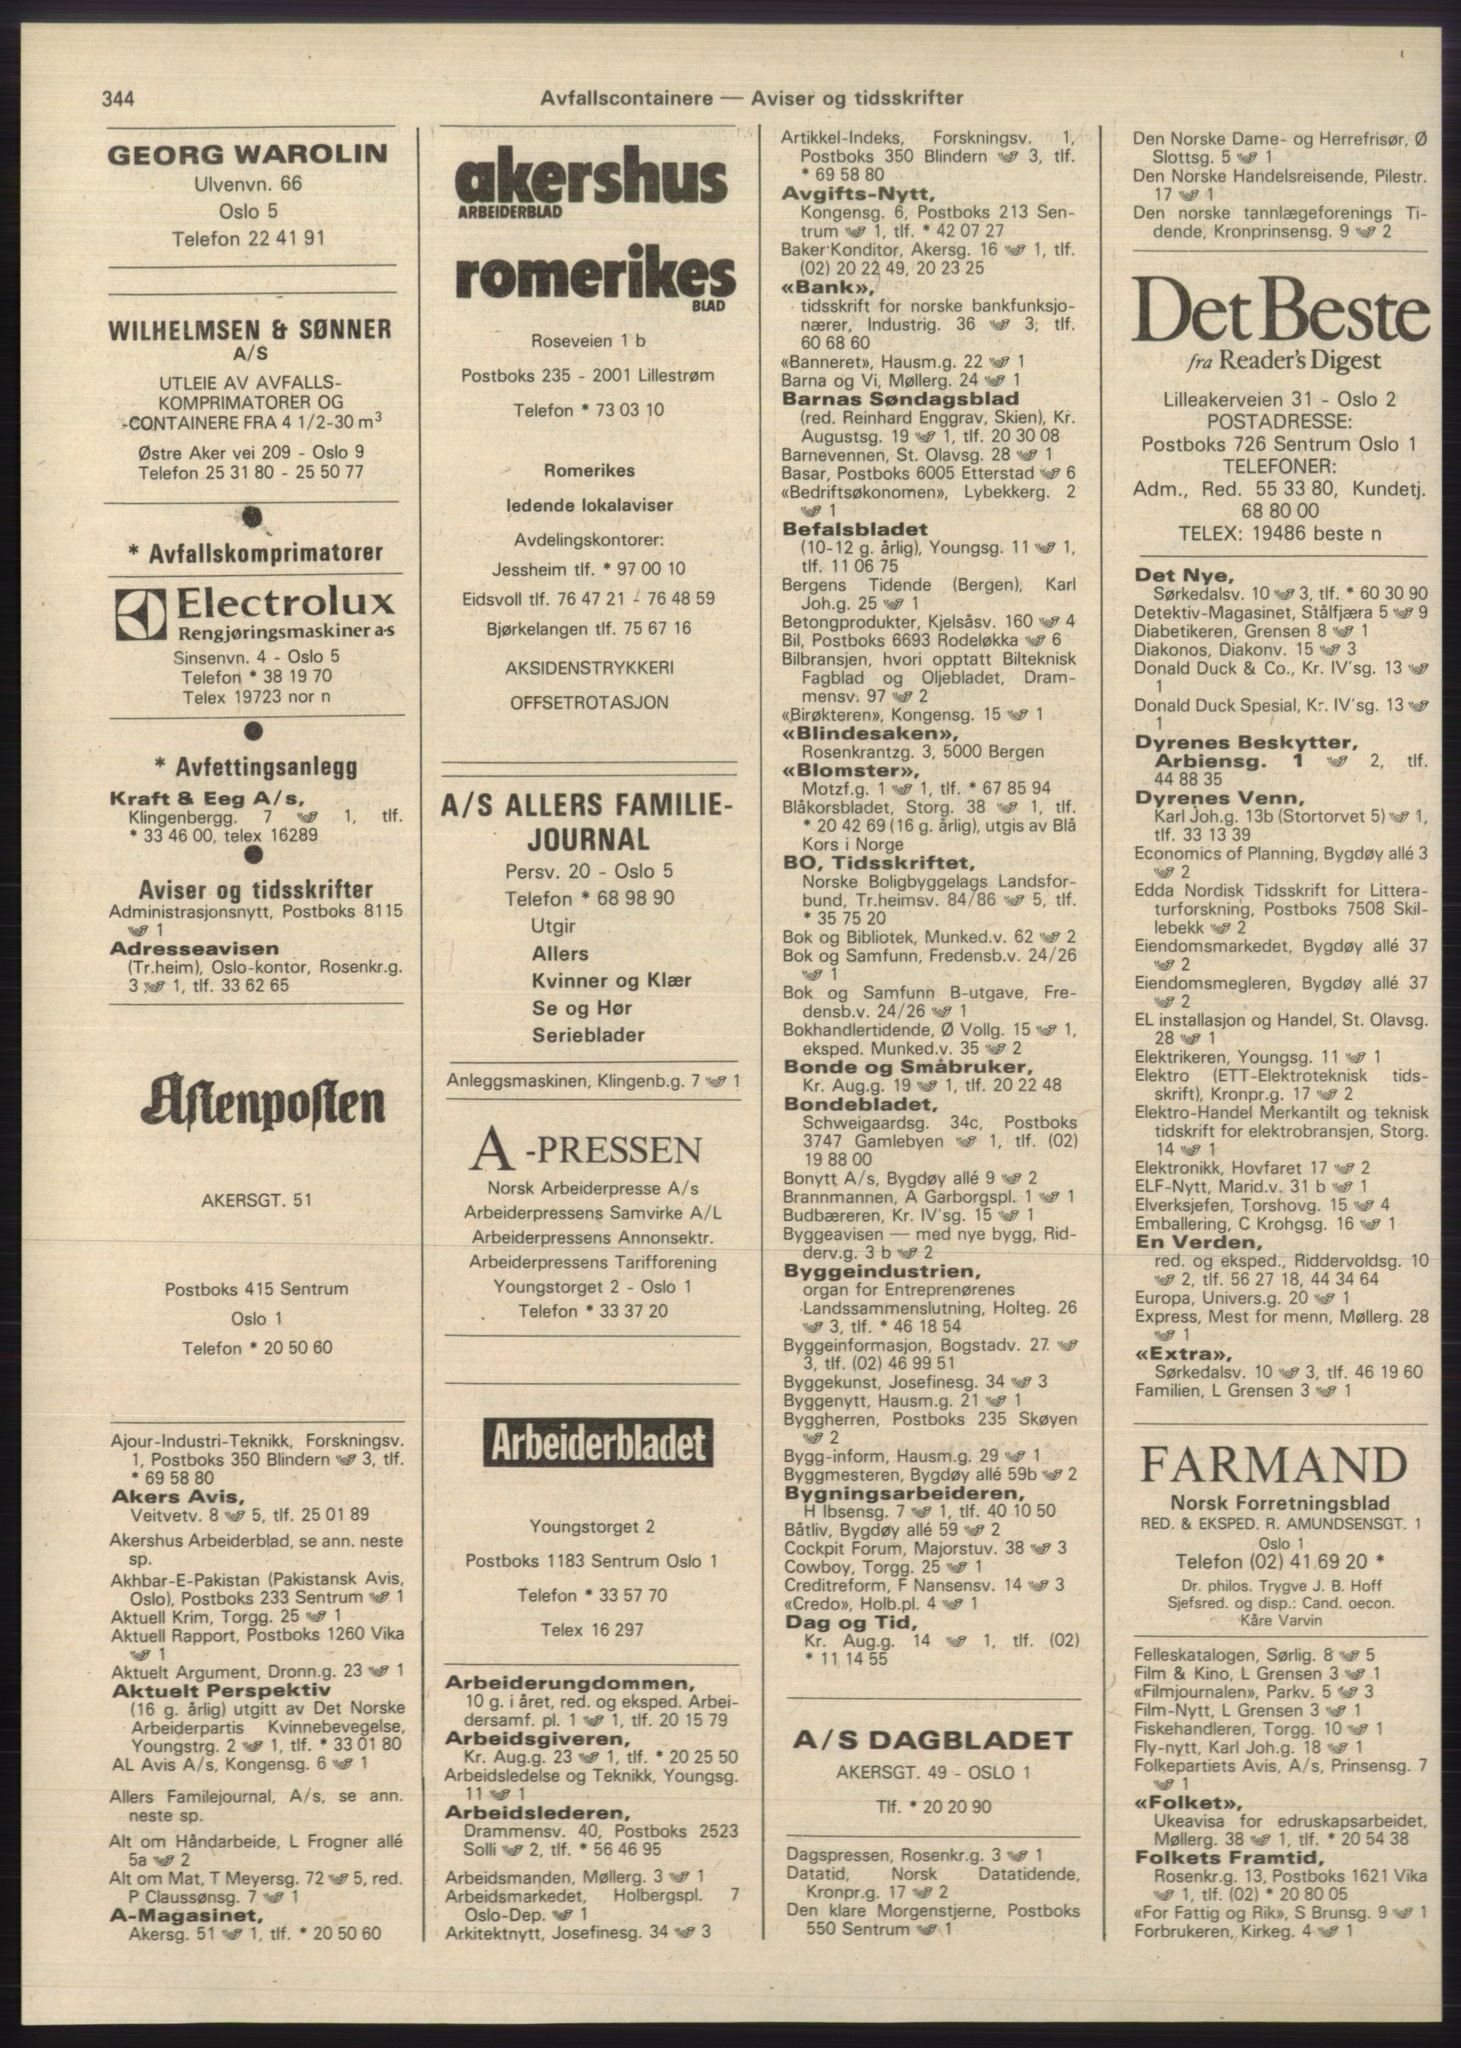 344
Avfallscontainere — Aviser og tidsskrifter
GEORG WAROLIN
Ulvenvn. 66
Oslo 5
Telefon 22 41 91
WILHELMSEN & SØNNER
A/S
UTLEIE AV AVFALLS-
KOMPRIMATORER OG
-CONTAINERE FRA 4 1/2-30 m³
Østre Aker vei 209 - Oslo 9
Telefon 25 31 80 - 25 50 77
* Avfallskomprimatorer
Electrolux
Rengjøringsmaskiner a-s
Sinsenvn. 4 - Oslo 5
Telefon * 38 19 70
Telex 19723 nor n
* Avfettingsanlegg
Kraft & Eeg A/s,
Klingenbergg. 7 1, tlf.
* 33 46 00, telex 16289
Aviser og tidsskrifter
Administrasjonsnytt, Postboks 8115
1
Adresseavisen
(Tr.heim), Oslo-kontor, Rosenkr.g.
3 1, tlf. 33 62 65
Aftenposten
AKERSGT. 51
Postboks 415 Sentrum
Oslo 1
Telefon * 20 50 60
Ajour-Industri-Teknikk, Forskningsv.
1, Postboks 350 Blindern 3, tlf.
* 69 58 80
Akers Avis,
Veitvetv. 8 5, tlf. 25 01 89
Akershus Arbeiderblad, se ann. neste
sp.
Akhbar-E-Pakistan (Pakistansk Avis,
Oslo), Postboks 233 Sentrum 1
Aktuell Krim, Torgg. 25 1
Aktuell Rapport, Postboks 1260 Vika
1
Aktuelt Argument, Dronn.g. 23 1
Aktuelt Perspektiv
(16 g. årlig) utgitt av Det Norske
Arbeiderpartis Kvinnebevegelse,
Youngstrg. 2 1, tlf. * 33 01 80
AL Avis A/s, Kongensg. 6 1
Allers Familejournal, A/s, se ann.
neste sp.
Alt om Håndarbeide, L Frogner allé
5a 2
Alt om Mat, T Meyersg. 72 5, red.
P Claussønsg. 7 1
A-Magasinet,
Akersg. 51 1, tlf. * 20 50 60
akershus
ARBEIDERBLAD
romerikes
BLAD
Roseveien 1 b
Postboks 235 - 2001 Lillestrøm
Telefon * 73 03 10
Romerikes
ledende lokalaviser
Avdelingskontorer:
Jessheim tlf. * 97 00 10
Eidsvoll tlf. 76 47 21 - 76 48 59
Bjørkelangen tlf. 75 67 16
AKSIDENSTRYKKERI
OFFSETROTASJON
A/S ALLERS FAMILIE-
JOURNAL
Persv. 20 - Oslo 5
Telefon * 68 98 90
Utgir
Allers
Kvinner og Klær
Se og Hør
Serieblader
Anleggsmaskinen, Klingenb.g. 7 1
A-PRESSEN
Norsk Arbeiderpresse A/s
Arbeiderpressens Samvirke A/L
Arbeiderpressens Annonsektr.
Arbeiderpressens Tarifforening
Youngstorget 2 - Oslo 1
Telefon * 33 37 20
Arbeiderbladet
Youngstorget 2
Postboks 1183 Sentrum Oslo 1
Telefon * 33 57 70
Telex 16 297
Arbeiderungdommen,
10 g. i året, red. og eksped. Arbei-
dersamf. pl. 1 1, tlf. 20 15 79
Arbeidsgiveren,
Kr. Aug.g. 23 1, tlf. * 20 25 50
Arbeidsledelse og Teknikk, Youngsg.
11 1
Arbeidslederen,
Drammensv. 40, Postboks 2523
Solli 2, tlf. * 56 46 95
Arbeidsmanden, Møllerg. 3 1
Arbeidsmarkedet, Holbergspl. 7
Oslo-Dep. 1
Arkitektnytt, Josefinesg. 34 3
Artikkel-Indeks, Forskningsv. 1,
Postboks 350 Blindern 3, tlf.
* 69 58 80
Avgifts-Nytt,
Kongensg. 6, Postboks 213 Sen-
trum 1, tlf. * 42 07 27
Baker Konditor, Akersg. 16 1, tlf.
(02) 20 22 49, 20 23 25
«Bank»,
tidsskrift for norske bankfunksjo-
nærer, Industrig. 36 3, tlf.
60 68 60
«Banneret», Hausm.g. 22 1
Barna og Vi, Møllerg. 24 1
Barnas Søndagsblad
(red. Reinhard Enggrav, Skien), Kr.
Augustsg. 19 1, tlf. 20 30 08
Barnevennen, St. Olavsg. 28 1
Basar, Postboks 6005 Etterstad 6
«Bedriftsøkonomen», Lybekkerg. 2
1
Befalsbladet
(10-12 g. årlig), Youngsg. 11 1,
tlf. 11 06 75
Bergens Tidende (Bergen), Karl
Joh.g. 25 1
Betongprodukter, Kjelsåsv. 160 4
Bil, Postboks 6693 Rodeløkka 6
Bilbransjen, hvori opptatt Bilteknisk
Fagblad og Oljebladet, Dram-
mensv. 97 2
«Birøkteren», Kongensg. 15 1
«Blindesaken»,
Rosenkrantzg. 3, 5000 Bergen
«Blomster»,
Motzf.g. 1 1, tlf. * 67 85 94
Blåkorsbladet, Storg. 38 1, tlf.
* 20 42 69 (16 g. årlig), utgis av Blå
Kors i Norge
BO, Tidsskriftet,
Norske Boligbyggelags Landsfor-
bund, Tr.heimsv. 84/86 5, tlf.
* 35 75 20
Bok og Bibliotek, Munked.v. 62 2
Bok og Samfunn, Fredensb.v. 24/26
1
Bok og Samfunn B-utgave, Fre-
densb.v. 24/26 1
Bokhandlertidende, Ø Vollg. 15 1,
eksped. Munked.v. 35 2
Bonde og Småbruker,
Kr. Aug.g. 19 1, tlf. 20 22 48
Bondebladet,
Schweigaardsg. 34c, Postboks
3747 Gamlebyen 1, tlf. (02)
19 88 00
Bonytt A/s, Bygdøy allé 9 2
Brannmannen, A Garborgspl. 1 1
Budbæreren, Kr. IV'sg. 15 1
Byggeavisen — med nye bygg, Rid-
derv.g. 3 b 2
Byggeindustrien,
organ for Entreprenørenes
Landssammenslutning, Holteg. 26
3, tlf. * 46 18 54
Byggeinformasjon, Bogstadv. 27
3, tlf. (02) 46 99 51
Byggekunst, Josefinesg. 34 3
Byggenytt, Hausm.g. 21 1
Byggherren, Postboks 235 Skøyen
2
Bygg-inform, Hausm.g. 29 1
Byggmesteren, Bygdøy allé 59b 2
Bygningsarbeideren,
H Ibsensg. 7 1, tlf. 40 10 50
Båtliv, Bygdøy allé 59 2
Cockpit Forum, Majorstuv. 38 3
Cowboy, Torgg. 25 1
Creditreform, F Nansensv. 14 3
«Credo», Holb.pl. 4 1
Dag og Tid,
Kr. Aug.g. 14 1, tlf. (02)
* 11 14 55
A/S DAGBLADET
AKERSGT. 49 - OSLO 1
Tlf. * 20 20 90
Dagspressen, Rosenkr.g. 3 1
Datatid, Norsk Datatidende,
Kronpr.g. 17 2
Den klare Morgenstjerne, Postboks
550 Sentrum 1
Den Norske Dame- og Herrefrisør, Ø
Slottsg. 5 1
Den Norske Handelsreisende, Pilestr.
17 1
Den norske tannlægeforenings Ti-
dende, Kronprinsensg. 9 2
Det Beste
fra Reader's Digest
Lilleakerveien 31 - Oslo 2
POSTADRESSE:
Postboks 726 Sentrum Oslo 1
TELEFONER:
Adm., Red. 55 33 80, Kundetj.
68 80 00
TELEX: 19486 beste n
Det Nye,
Sørkedalsv. 10 3, tlf. * 60 30 90
Detektiv-Magasinet, Stålfjæra 5 9
Diabetikeren, Grensen 8 1
Diakonos, Diakonv. 15 3
Donald Duck & Co., Kr. IV'sg. 13
1
Donald Duck Spesial, Kr. IV'sg. 13
1
Dyrenes Beskytter,
Arbiensg. 1 2, tlf.
44 88 35
Dyrenes Venn,
Karl Joh.g. 13b (Stortorvet 5) 1,
tlf. 33 13 39
Economics of Planning, Bygdøy allé 3
2
Edda Nordisk Tidsskrift for Littera-
turforskning, Postboks 7508 Skil-
lebekk 2
Eiendomsmarkedet, Bygdøy allé 37
2
Eiendomsmegleren, Bygdøy allé 37
2
EL installasjon og Handel, St. Olavsg.
28 1
Elektrikeren, Youngsg. 11 1
Elektro (ETT-Elektroteknisk tids-
skrift), Kronpr.g. 17 2
Elektro-Handel Merkantilt og teknisk
tidskrift for elektrobransjen, Storg.
14 1
Elektronikk, Hovfaret 17 2
ELF-Nytt, Marid.v. 31 b 1
Elverksjefen, Torshovg. 15 4
Emballering, C Krohgsg. 16 1
En Verden,
red. og eksped., Riddervoldsg. 10
2, tlf. 56 27 18, 44 34 64
Europa, Univers.g. 20 1
Express, Mest for menn, Møllerg. 28
1
«Extra»,
Sørkedalsv. 10 3, tlf. 46 19 60
Familien, L Grensen 3 1
FARMAND
Norsk Forretningsblad
RED. & EKSPED. R. AMUNDSENSGT. 1
Oslo 1
Telefon (02) 41.69 20 *
Dr. philos. Trygve J. B. Hoff
Sjefsred. og disp.: Cand. oecon.
Kåre Varvin
Felleskatalogen, Sørlig. 8 5
Film & Kino, L Grensen 3 1
«Filmjournalen», Parkv. 5 3
Film-Nytt, L Grensen 3 1
Fiskehandleren, Torgg. 10 1
Fly-nytt, Karl Joh.g. 18 1
Folkepartiets Avis, A/s, Prinsensg. 7
1
«Folket»,
Ukeavisa for edruskapsarbeidet,
Møllerg. 38 1, tlf. * 20 54 38
Folkets Framtid,
Rosenkr.g. 13, Postboks 1621 Vika
1, tlf. (02) * 20 80 05
«For Fattig og Rik», S Brunsg. 9 1
Forbrukeren, Kirkeg. 4 1